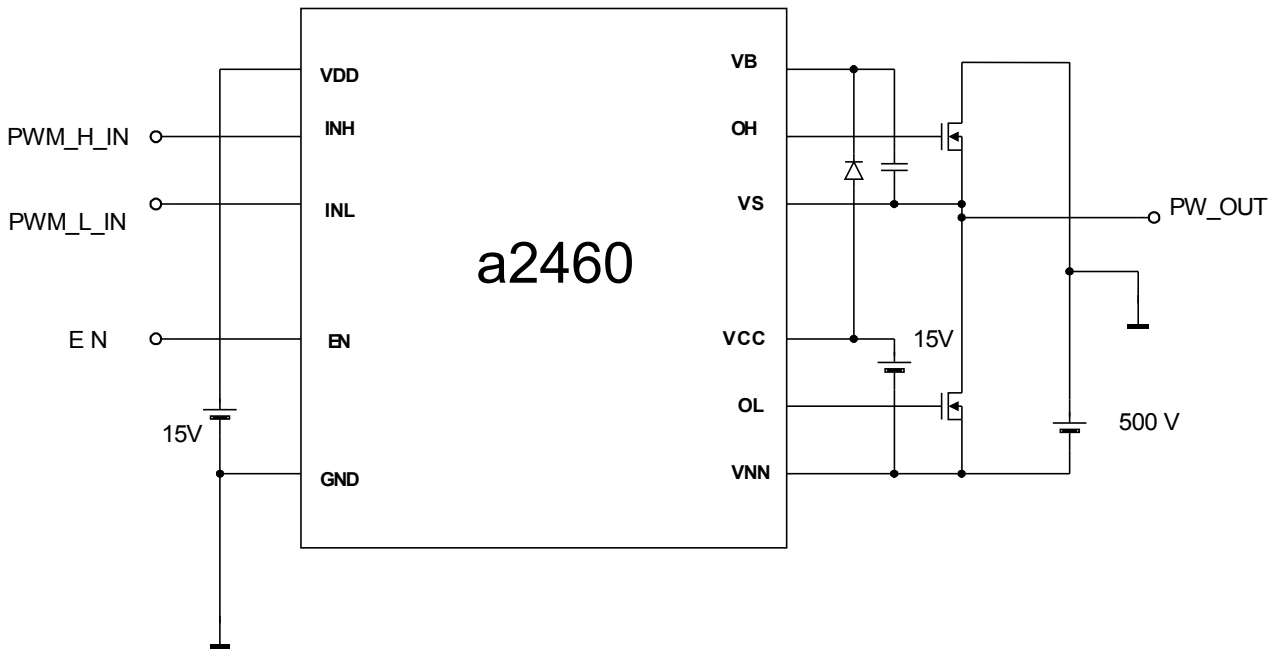 VDD
VB
PWM_H_IN
INH
OH
PWM_L_IN
INL
VS
PW_OUT
a2460
E N
EN
VCC
15V
OL
15V
500 V
GND
VNN